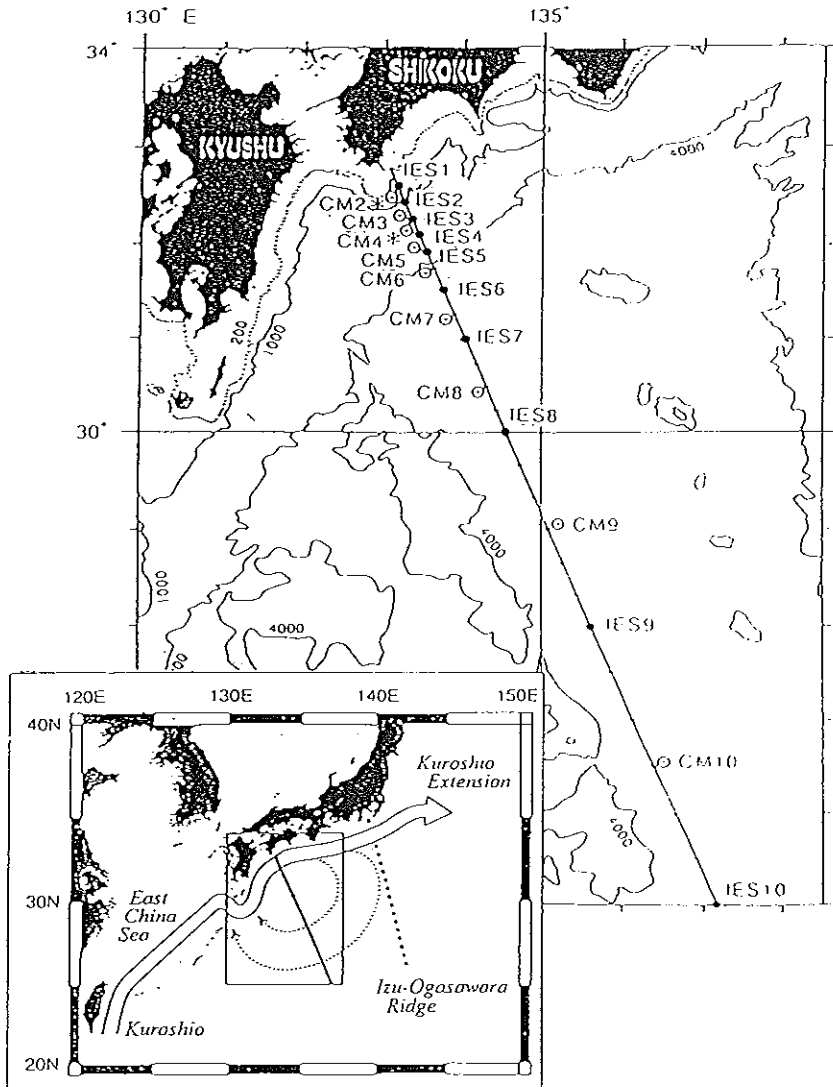 130° E
135°
34°
SHIKOKU
KYUSHU
4000
IES1
CM2
IES2
CM3
IES3
CM4
IES4
CM5
IES5
CM6
IES6
200
1000
CM7
IES7
CM8
IES8
30°
CM9
4000
1000
IES9
4000
CM10
4000
IES10
120E
130E
140E
150E
40N
Kuroshio
Extension
30N
East
China
Sea
Izu-Ogasawara
Ridge
Kuroshio
20N